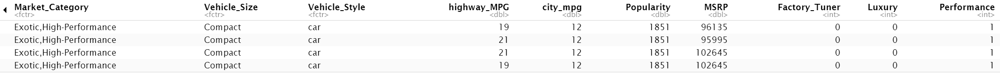 Market_Category Vehicle_Size Vehicle_Style highway_MPG city_mpg Popularity MSRP Factory_Tuner Luxury Performance
<fctr> <fctr> <fctr> <dbl> <dbl> <dbl> <dbl> <int> <int> <int>
Exotic,High-Performance Compact car 19 12 1851 96135 0 0 1
Exotic,High-Performance Compact car 21 12 1851 95995 0 0 1
Exotic,High-Performance Compact car 21 12 1851 102645 0 0 1
Exotic,High-Performance Compact car 19 12 1851 102645 0 0 1